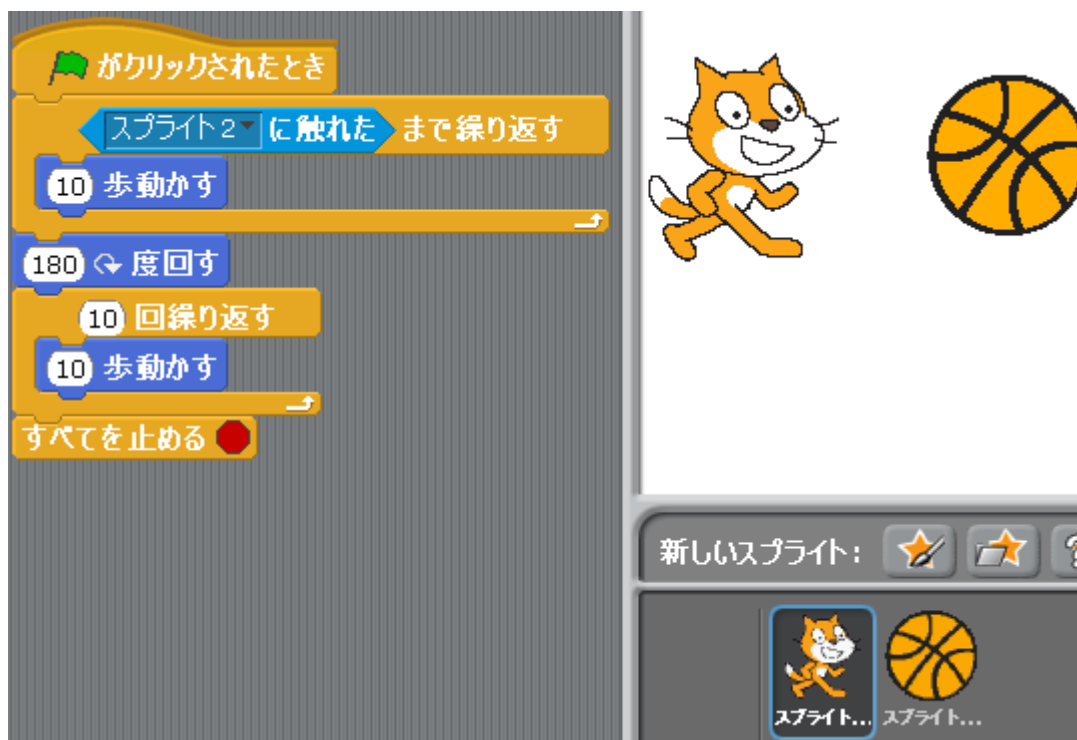 がクリックされたとき
スプライト2 に触れた まで繰り返す
10 歩動かす
180 度回す
10 回繰り返す
10 歩動かす
すべてを止める
新しいスプライト:
?
スプライト... スプライト...